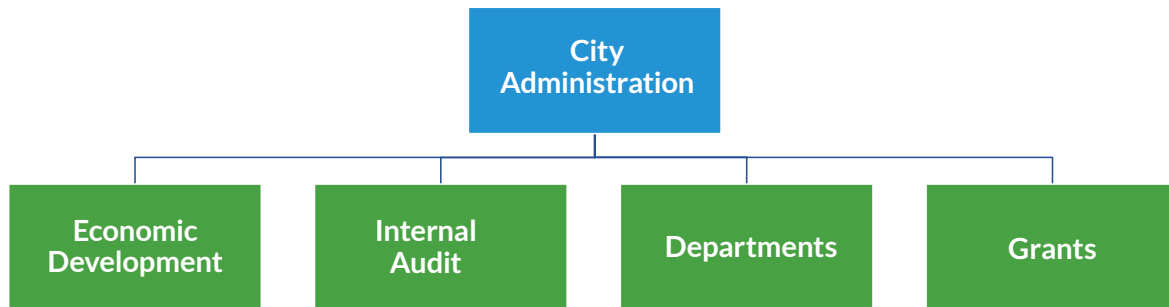 City
Administration
Economic
Development
Internal
Audit
Departments
Grants